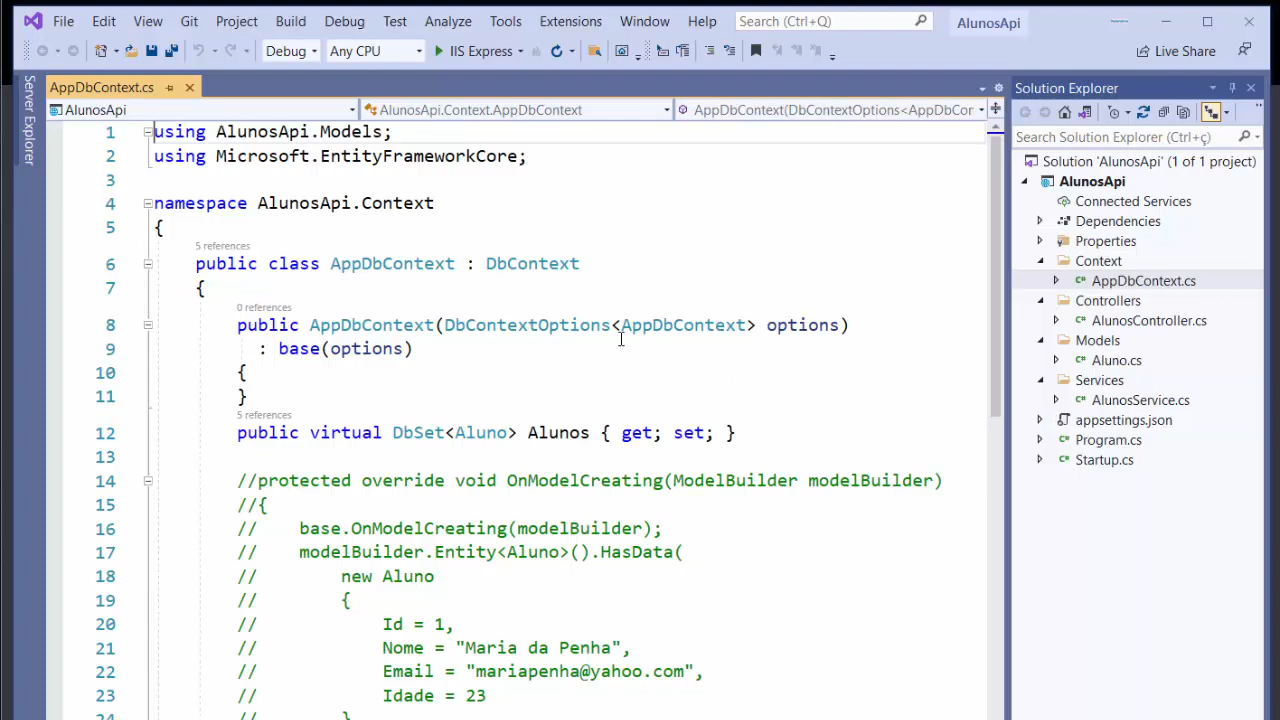 File Edit View Git Project Build Debug Test Analyze Tools Extensions Window Help Search (Ctrl+Q) AlunosApi
Debug Any CPU IIS Express Live Share
Server Explorer
AppDbContext.cs
AlunosApi AlunosApi.Context.AppDbContext AppDbContext(DbContextOptions<AppDbCor
1 using AlunosApi.Models;
2 using Microsoft.EntityFrameworkCore;
3
4 namespace AlunosApi.Context
5 {
5 references
6 public class AppDbContext : DbContext
7 {
0 references
8 public AppDbContext(DbContextOptions<AppDbContext> options)
9 : base(options)
10 {
11 }
5 references
12 public virtual DbSet<Aluno> Alunos { get; set; }
13
14 //protected override void OnModelCreating(ModelBuilder modelBuilder)
15 //{
16 // base.OnModelCreating(modelBuilder);
17 // modelBuilder.Entity<Aluno>().HasData(
18 // new Aluno
19 // {
20 // Id = 1,
21 // Nome = "Maria da Penha",
22 // Email = "mariapenha@yahoo.com",
23 // Idade = 23
24 // }
Solution Explorer
Search Solution Explorer (Ctrl+ç)
Solution 'AlunosApi' (1 of 1 project)
AlunosApi
Connected Services
Dependencies
Properties
Context
C# AppDbContext.cs
Controllers
C# AlunosController.cs
Models
C# Aluno.cs
Services
C# AlunosService.cs
appsettings.json
C# Program.cs
C# Startup.cs